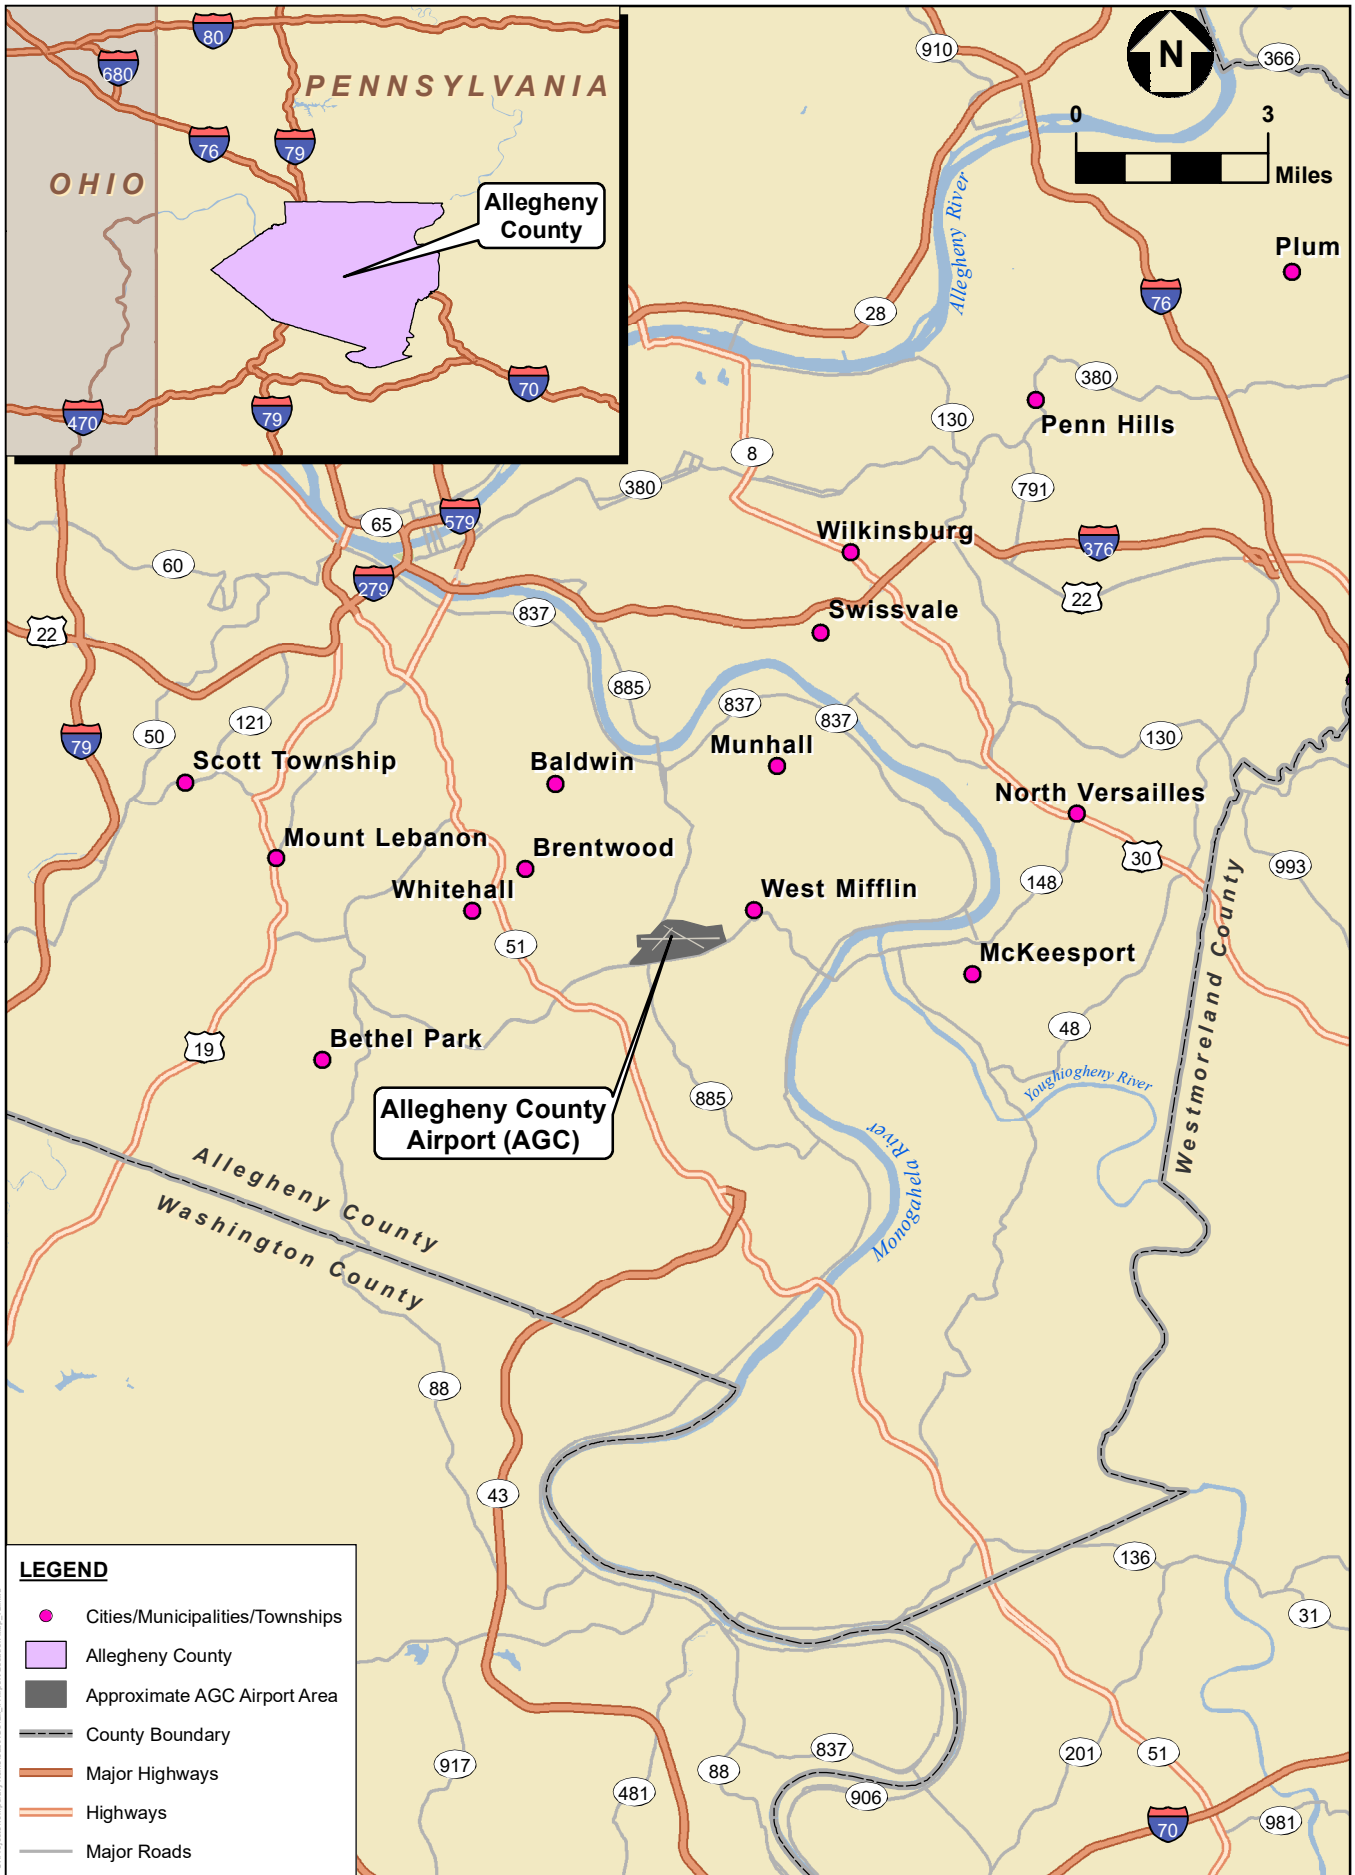 80
680
PENNSYLVANIA
76
79
OHIO
Allegheny
County
70
79
470
910
N
366
0 3
Miles
Allegheny River
Plum
76
28
380
Penn Hills
130
8
791
380
65
579
Wilkinsburg
376
60
279
22
837
Swissvale
22
885
837
837
50
121
79
130
Scott Township
Baldwin
Munhall
North Versailles
Mount Lebanon
Brentwood
30
993
148
Whitehall
West Mifflin
51
McKeesport
Westmoreland County
48
19
Bethel Park
Youghiogheny River
885
Allegheny County
Airport (AGC)
Monogahela River
Allegheny County
Washington County
88
43
136
31
LEGEND
Cities/Municipalities/Townships
Allegheny County
Approximate AGC Airport Area
County Boundary
Major Highways
Highways
Major Roads
917
481
88
837
906
201
51
70
981